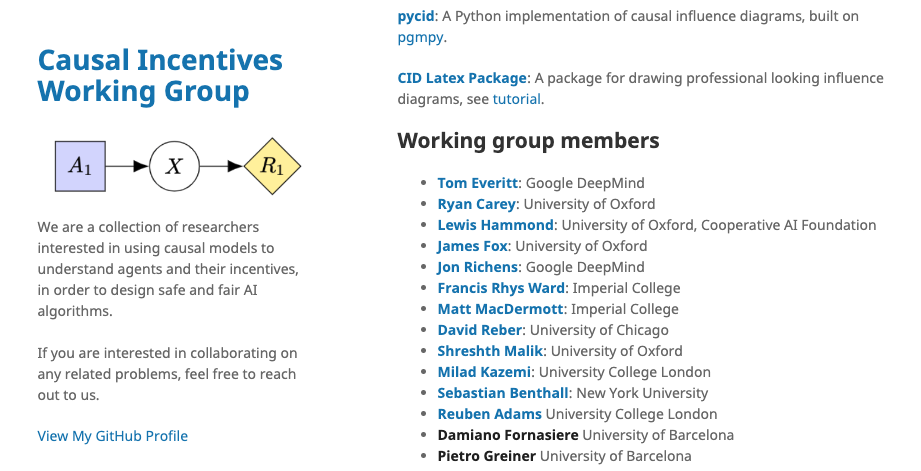 Causal Incentives
Working Group
A1
X
R1
We are a collection of researchers
interested in using causal models to
understand agents and their incentives,
in order to design safe and fair AI
algorithms.
If you are interested in collaborating on
any related problems, feel free to reach
out to us.
View My GitHub Profile
pycid: A Python implementation of causal influence diagrams, built on
pgmpy.
CID Latex Package: A package for drawing professional looking influence
diagrams, see tutorial.
Working group members
• Tom Everitt: Google DeepMind
• Ryan Carey: University of Oxford
• Lewis Hammond: University of Oxford, Cooperative AI Foundation
• James Fox: University of Oxford
• Jon Richens: Google DeepMind
• Francis Rhys Ward: Imperial College
• Matt MacDermott: Imperial College
• David Reber: University of Chicago
• Shreshth Malik: University of Oxford
• Milad Kazemi: University College London
• Sebastian Benthall: New York University
• Reuben Adams University College London
• Damiano Fornasiere University of Barcelona
• Pietro Greiner University of Barcelona